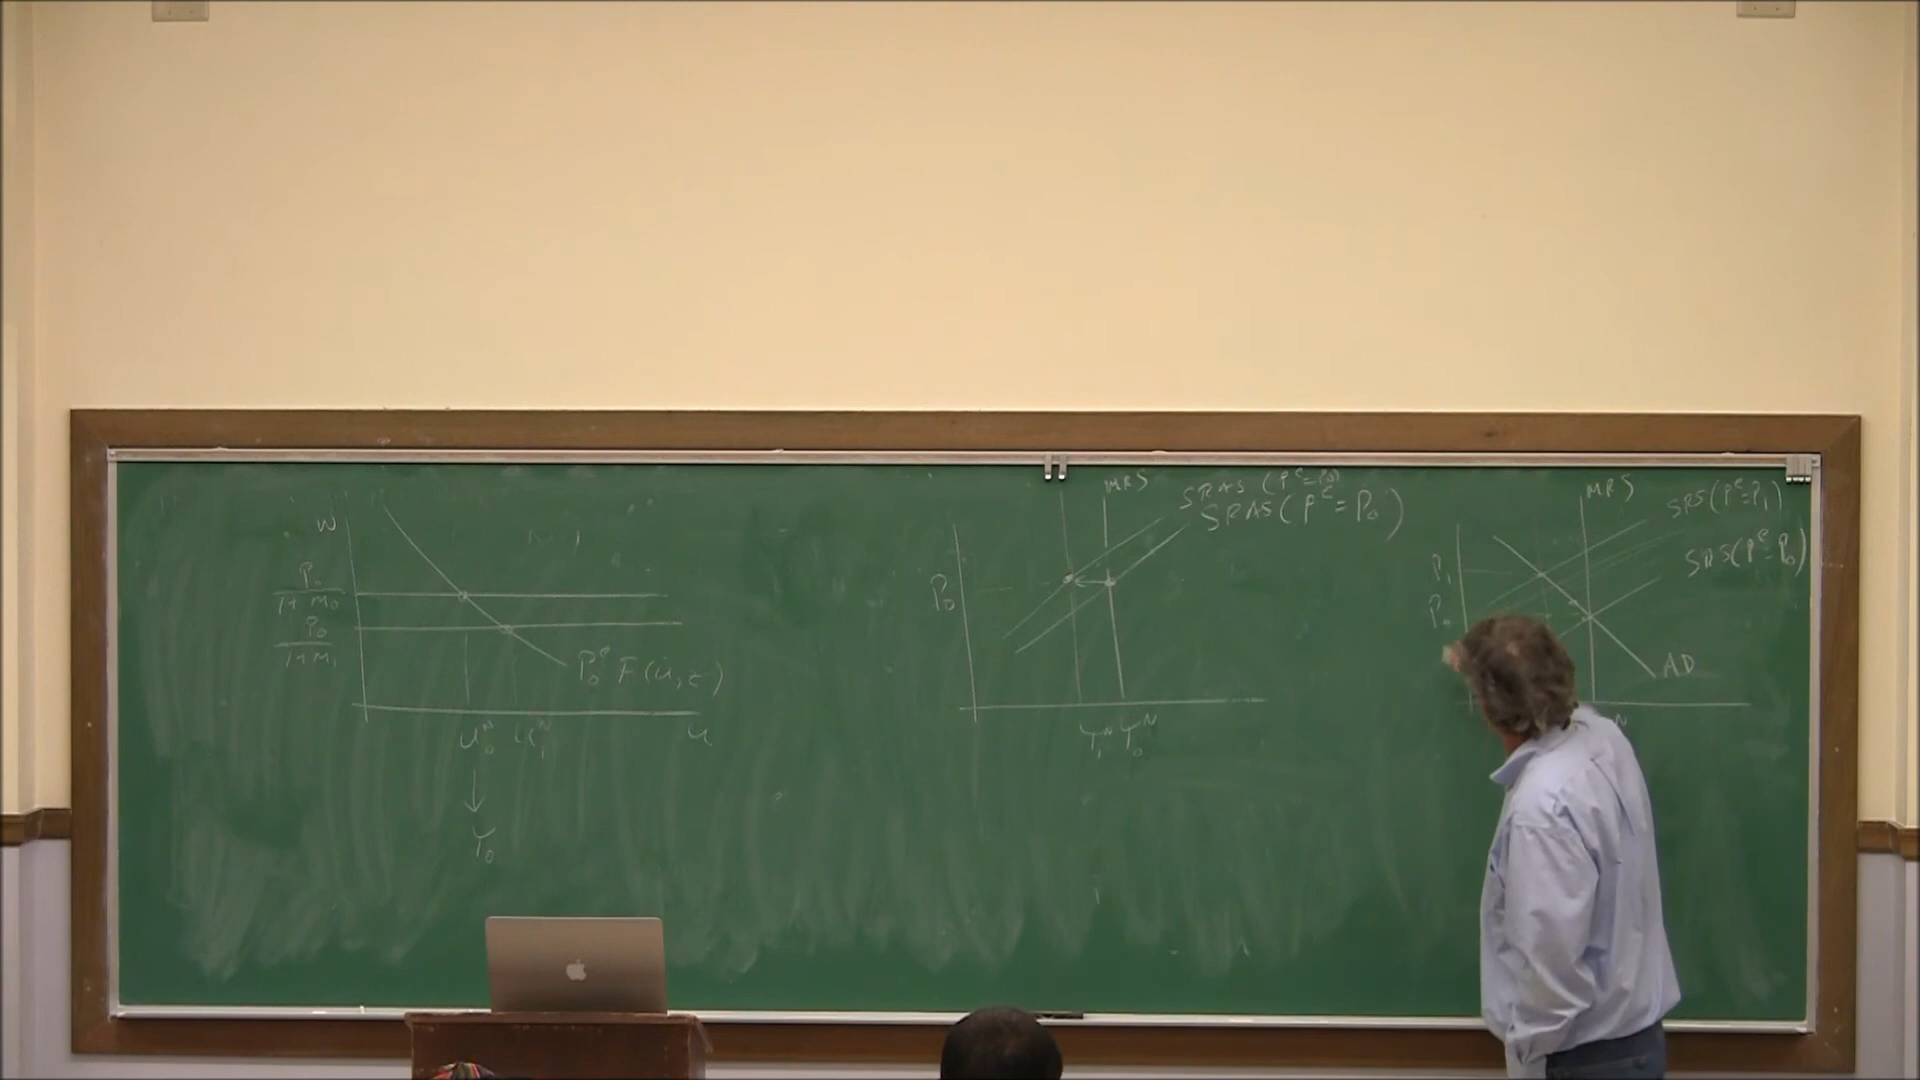 W
P₀
1+M₀
P₀
1+M₁
P₀ᵉ F(u,z)
u₀ᴺ u₁ᴺ
u
Y₀
MRS
SRAS (Pᵉ=P₀)
SRAS (Pᵉ=P₀)
P₀
Y₁ᴺ Y₀ᴺ
MRS
SRS(Pᵉ=P₁)
SRS(Pᵉ=P₀)
P₁
P₀
AD
N